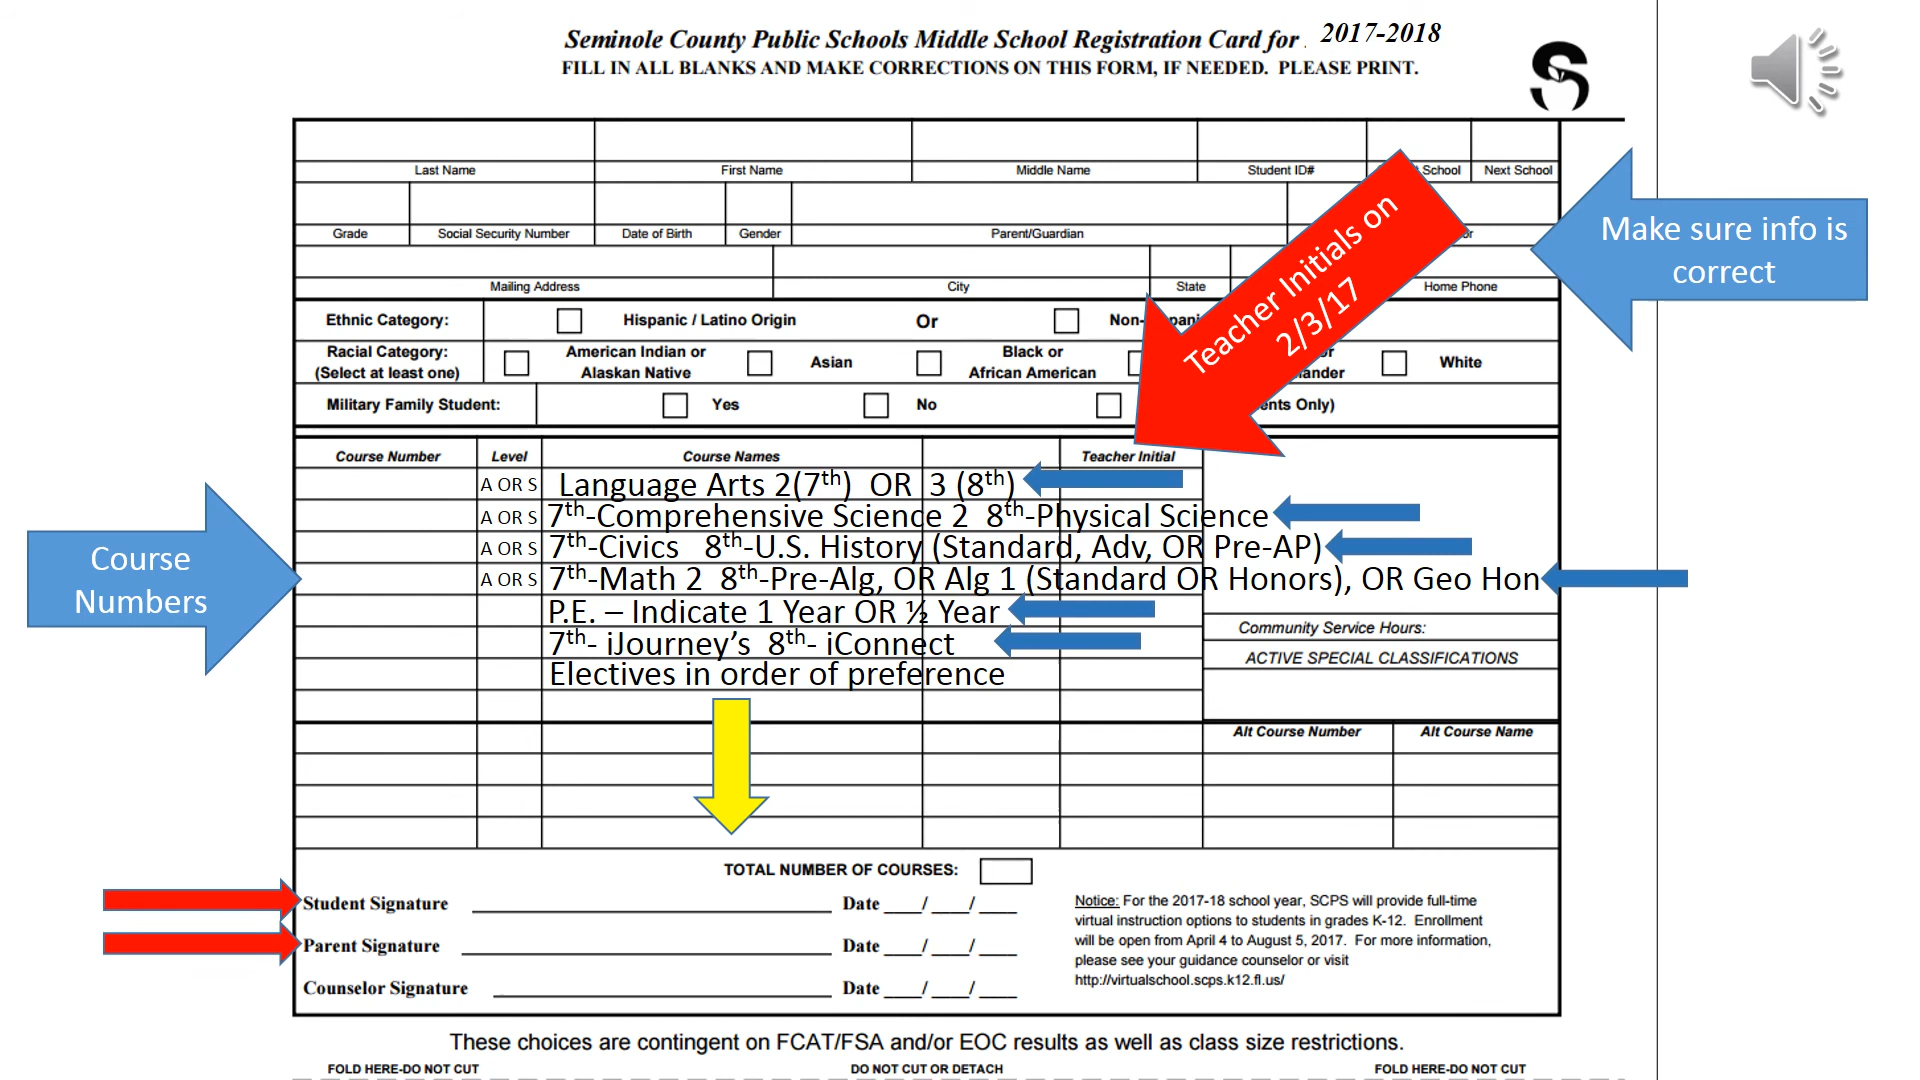 Seminole County Public Schools Middle School Registration Card for 2017-2018
FILL IN ALL BLANKS AND MAKE CORRECTIONS ON THIS FORM, IF NEEDED. PLEASE PRINT.
Last Name First Name Middle Name Student ID# School Next School
Grade Social Security Number Date of Birth Gender Parent/Guardian
Make sure info is
correct
Teacher Initials on
2/3/17
Mailing Address City State Home Phone
Ethnic Category: Hispanic / Latino Origin Or
Racial Category:
(Select at least one) American Indian or
Alaskan Native Asian Black or
African American White
Military Family Student: Yes No Only)
Course Number Level Course Names Teacher Initial
A OR S Language Arts 2(7th) OR 3 (8th)
A OR S 7th-Comprehensive Science 2 8th-Physical Science
A OR S 7th-Civics 8th-U.S. History (Standard, Adv, OR Pre-AP)
A OR S 7th-Math 2 8th-Pre-Alg, OR Alg 1 (Standard OR Honors), OR Geo Hon
Course
Numbers
P.E. – Indicate 1 Year OR ½ Year
7th- iJourney’s 8th- iConnect
Electives in order of preference
Community Service Hours:
ACTIVE SPECIAL CLASSIFICATIONS
Alt Course Number Alt Course Name
TOTAL NUMBER OF COURSES:
Student Signature Date ____/ ____/ ____
Parent Signature Date ____/ ____/ ____
Counselor Signature Date ____/ ____/ ____
Notice: For the 2017-18 school year, SCPS will provide full-time
virtual instruction options to students in grades K-12. Enrollment
will be open from April 4 to August 5, 2017. For more information,
please see your guidance counselor or visit
http://virtualschool.scps.k12.fl.us/
These choices are contingent on FCAT/FSA and/or EOC results as well as class size restrictions.
FOLD HERE-DO NOT CUT DO NOT CUT OR DETACH FOLD HERE-DO NOT CUT